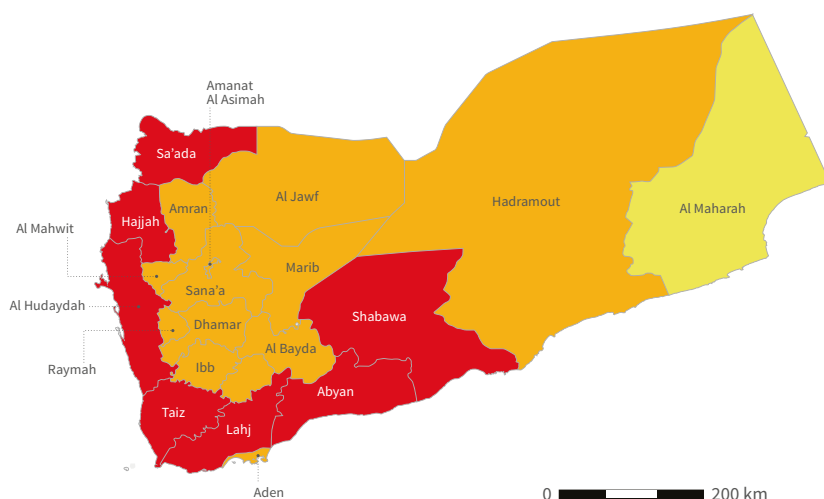 Amanat
Al Asimah
Sa'ada
Al Jawf
Amran
Hadramout
Al Maharah
Hajjah
Al Mahwit
Marib
Sana'a
Al Hudaydah
Shabawa
Dhamar
Al Bayda
Raymah
Ibb
Abyan
Taiz
Lahj
Aden
0 200 km